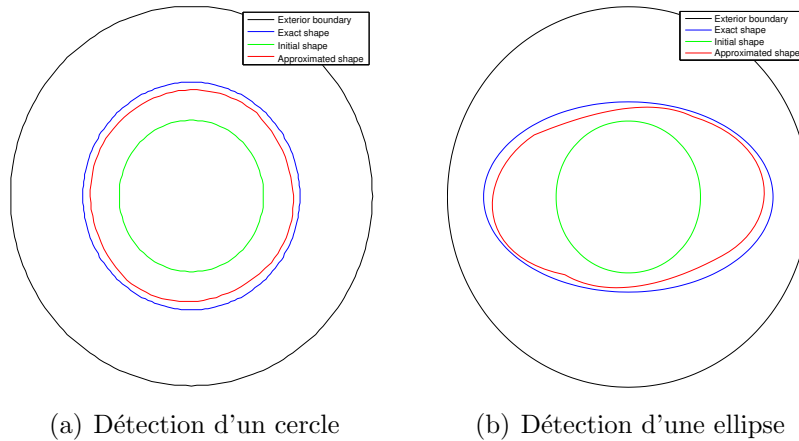 Exterior boundary
Exact shape
Initial shape
Approximated shape
Exterior boundary
Exact shape
Initial shape
Approximated shape
(a) Détection d'un cercle
(b) Détection d'une ellipse